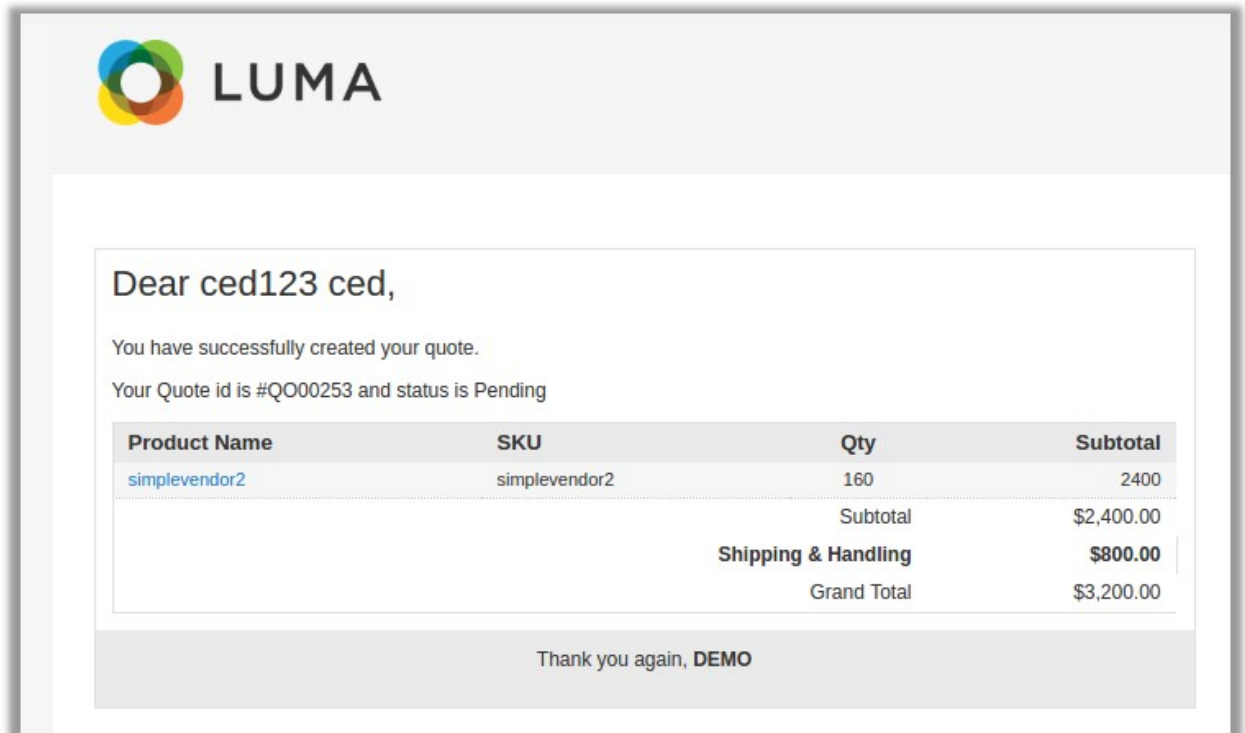 LUMA
Dear ced123 ced,
You have successfully created your quote.
Your Quote id is #QO00253 and status is Pending
Product Name SKU Qty Subtotal
simplevendor2 simplevendor2 160 2400
Subtotal $2,400.00
Shipping & Handling $800.00
Grand Total $3,200.00
Thank you again, DEMO